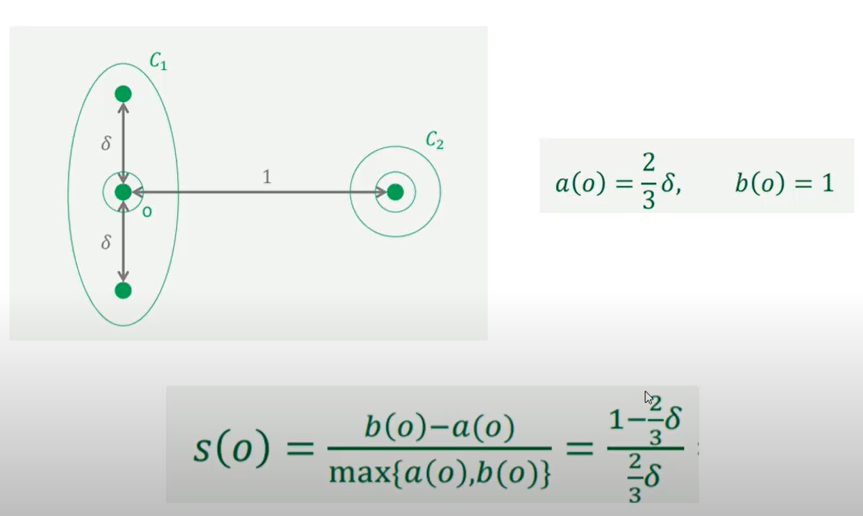 C₁
δ
C₂
1
o
δ
a(o) = 2/3 δ, b(o) = 1
s(o) = b(o)−a(o) / max{a(o),b(o)} = 1−2/3 δ / 2/3 δ